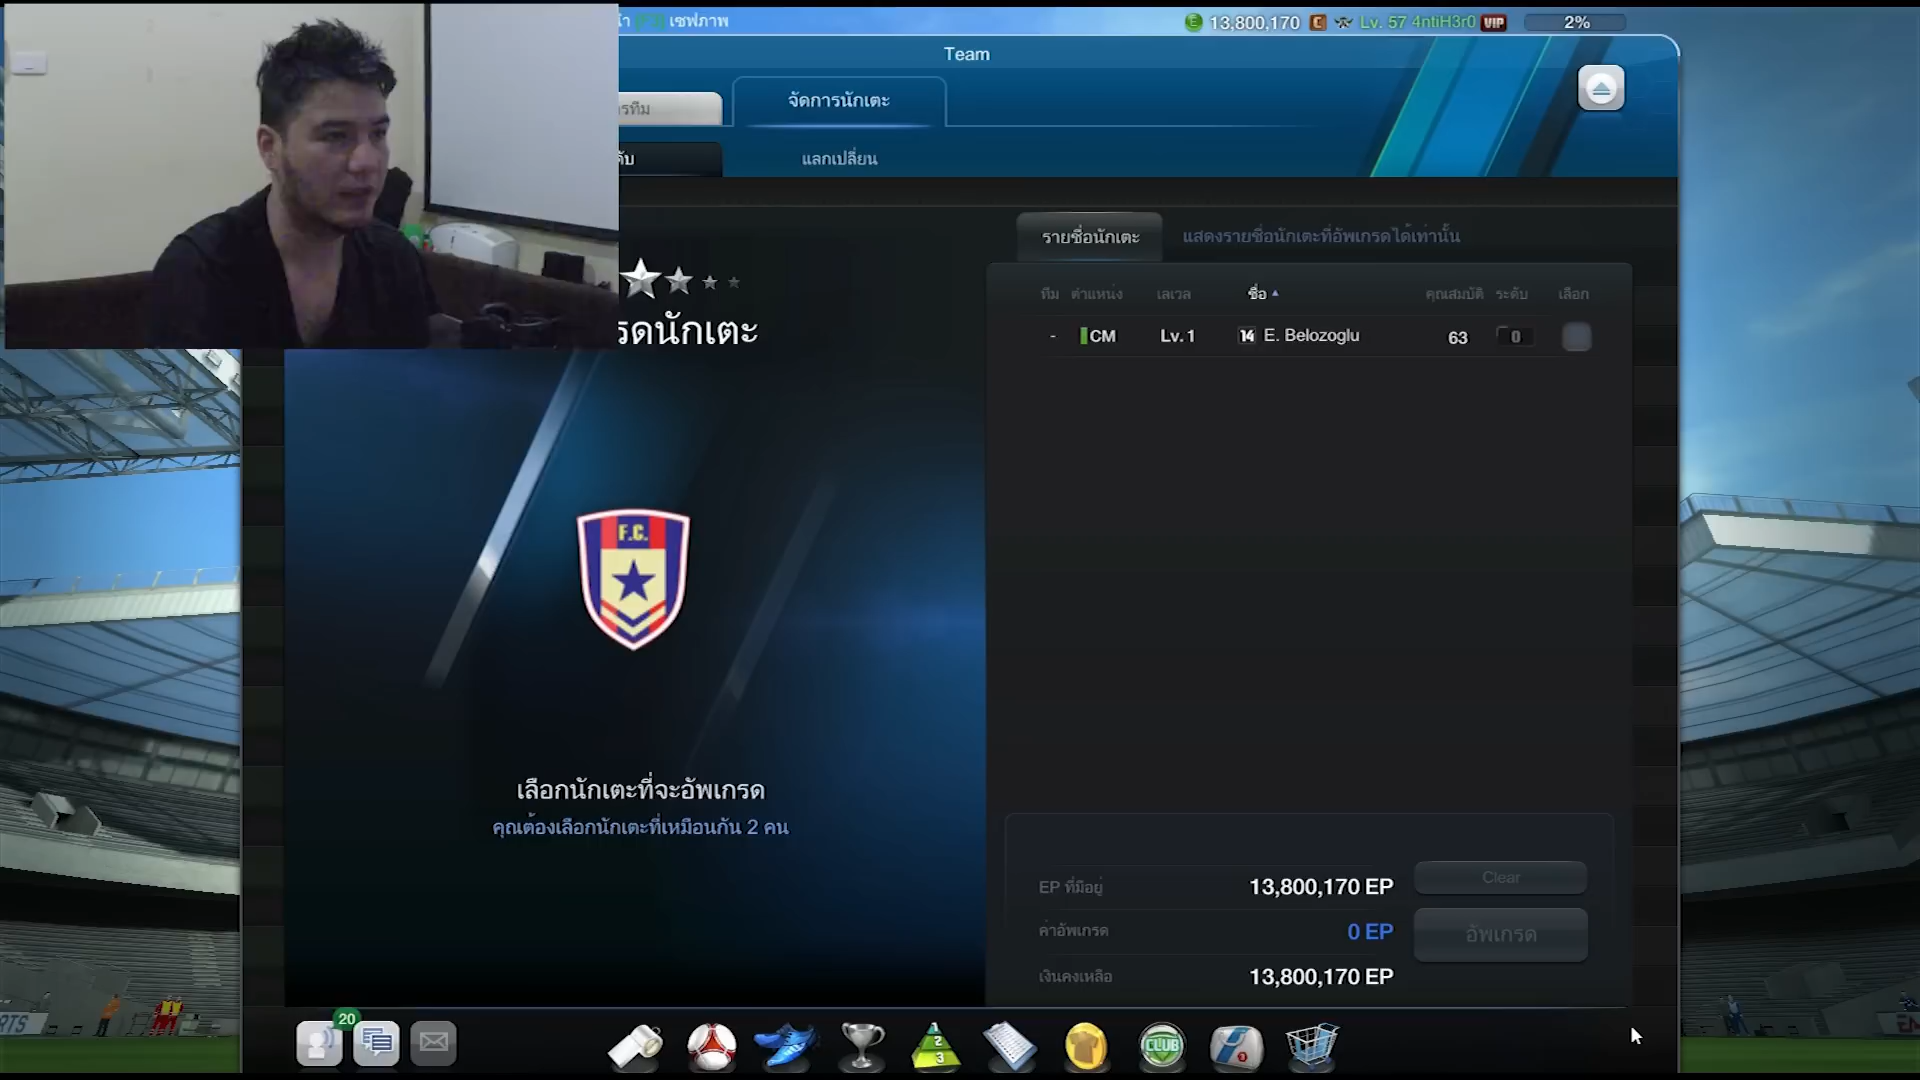 เซฟภาพ
13,800,170
Lv. 57 4ntiH3r0 VIP
2%
Team
จัดการนักเตะ
แลกเปลี่ยน
รายชื่อนักเตะ
แสดงรายชื่อนักเตะที่อัพเกรดได้เท่านั้น
ทีม ตำแหน่ง เลเวล ชื่อ คุณสมบัติ ระดับ เลือก
- CM Lv. 1 14 E. Belozoglu 63 0
รดนักเตะ
F.C.
เลือกนักเตะที่จะอัพเกรด
คุณต้องเลือกนักเตะที่เหมือนกัน 2 คน
EP ที่มีอยู่ 13,800,170 EP
Clear
ค่าอัพเกรด 0 EP
อัพเกรด
เงินคงเหลือ 13,800,170 EP
20
1
2
3
CLUB